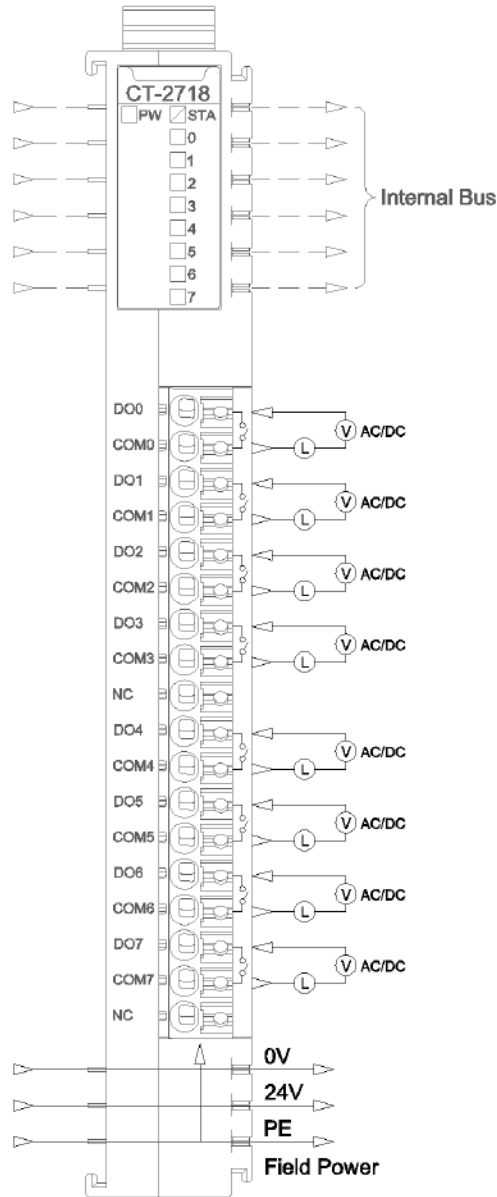 CT-2718
PW STA
0
1
2
3
4
5
6
7
Internal Bus
DO0
V AC/DC
COM0
L
DO1
V AC/DC
COM1
L
DO2
V AC/DC
COM2
L
DO3
V AC/DC
COM3
L
NC
DO4
V AC/DC
COM4
L
DO5
V AC/DC
COM5
L
DO6
V AC/DC
COM6
L
DO7
V AC/DC
COM7
L
NC
0V
24V
PE
Field Power